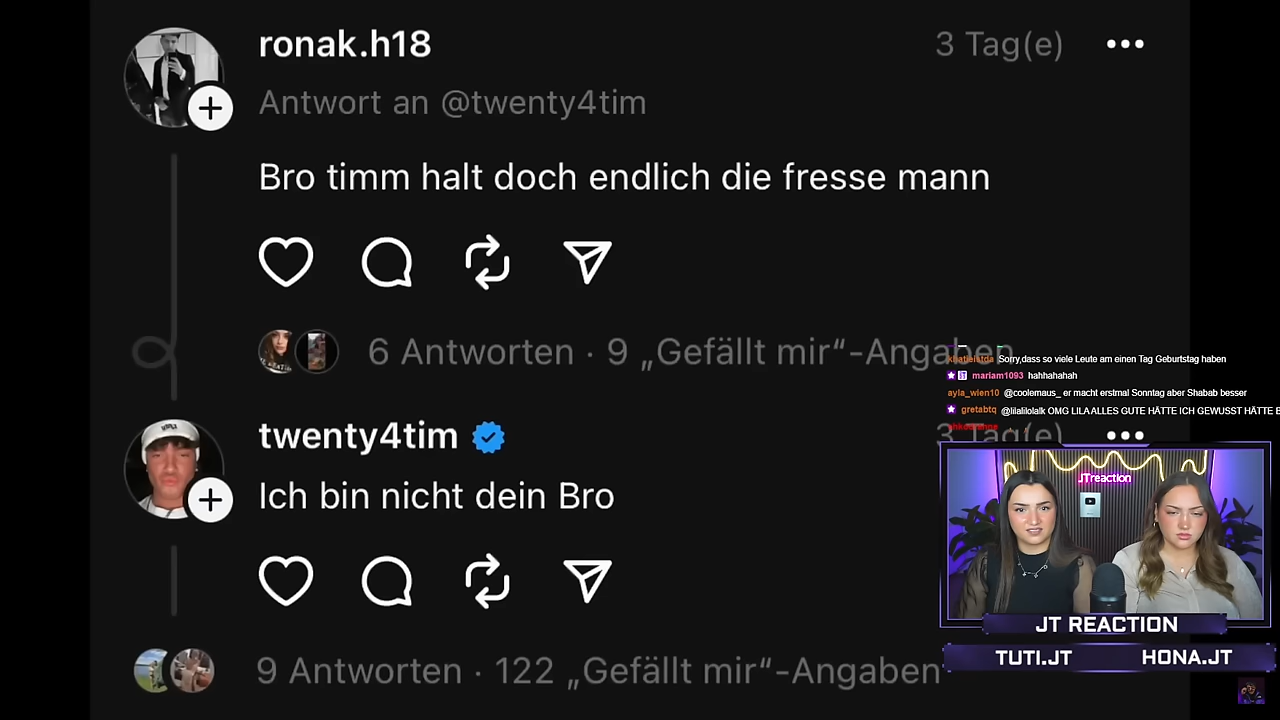 ronak.h18
3 Tag(e)
Antwort an @twenty4tim
Bro timm halt doch endlich die fresse mann
6 Antworten · 9 „Gefällt mir“-Angaben
twenty4tim
3 Tag(e)
Ich bin nicht dein Bro
9 Antworten · 122 „Gefällt mir“-Angaben
Sorry,dass so viele Leute am einen Tag Geburtstag haben
mariam1093 hahhahahah
ayla_wien10 @coolemaus_ er macht erstmal Sonntag aber Shabab besser
gretabtq @lilalilolalk OMG LILA ALLES GUTE HÄTTE ICH GEWUSST HÄTTE
JTreaction
JT REACTION
TUTI.JT
HONA.JT